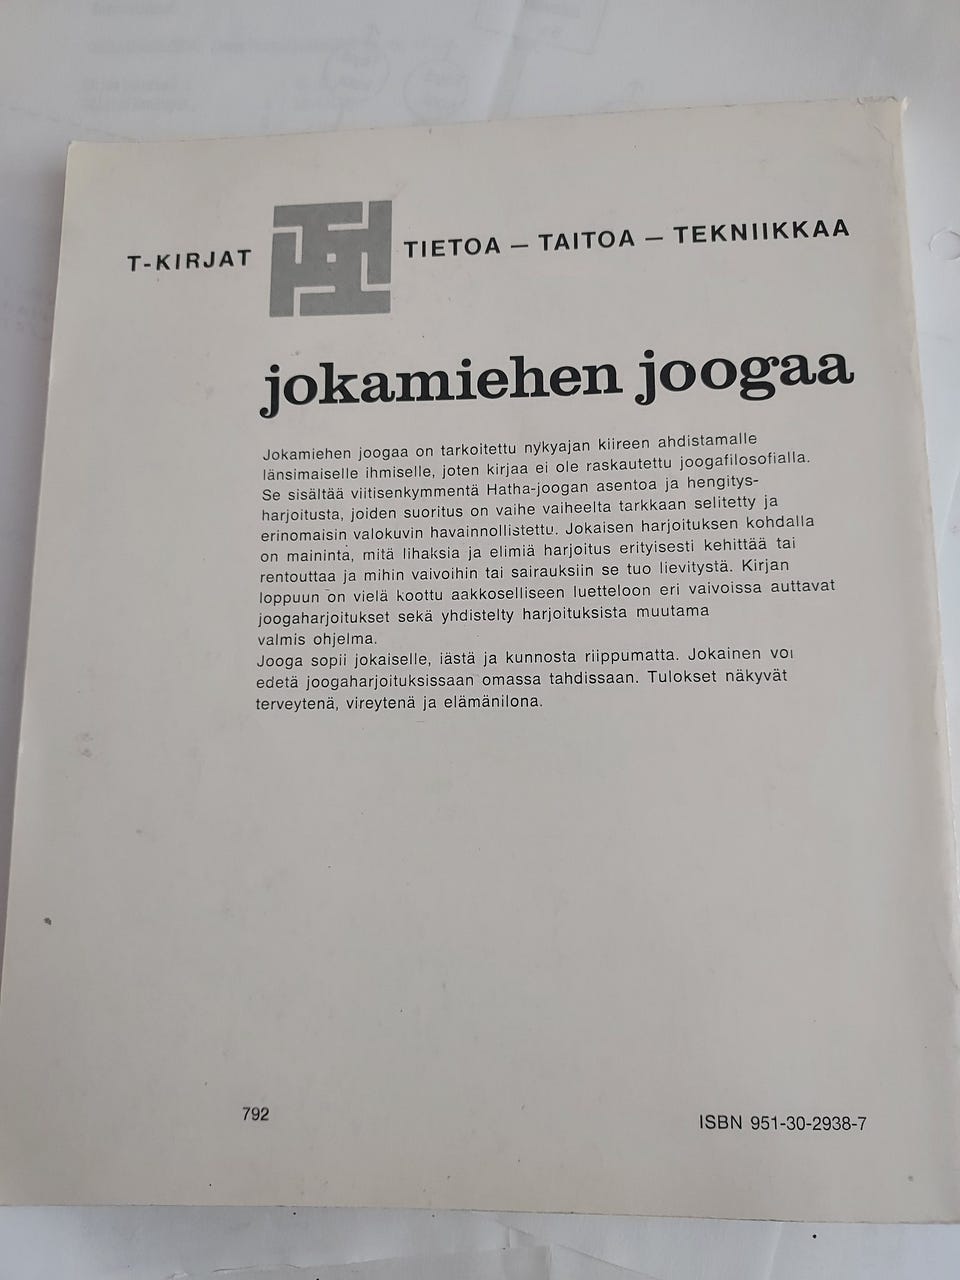 T-KIRJAT TIETOA – TAITOA – TEKNIIKKAA
jokamiehen joogaa
Jokamiehen joogaa on tarkoitettu nykyajan kiireen ahdistamalle
länsimaiselle ihmiselle, joten kirjaa ei ole raskautettu joogafilosofialla.
Se sisältää viitisenkymmentä Hatha-joogan asentoa ja hengitys-
harjoitusta, joiden suoritus on vaihe vaiheelta tarkkaan selitetty ja
erinomaisin valokuvin havainnollistettu. Jokaisen harjoituksen kohdalla
on maininta, mitä lihaksia ja elimiä harjoitus erityisesti kehittää tai
rentouttaa ja mihin vaivoihin tai sairauksiin se tuo lievitystä. Kirjan
loppuun on vielä koottu aakkoselliseen luetteloon eri vaivoissa auttavat
joogaharjoitukset sekä yhdistelty harjoituksista muutama
valmis ohjelma.
Jooga sopii jokaiselle, iästä ja kunnosta riippumatta. Jokainen voi
edetä joogaharjoituksissaan omassa tahdissaan. Tulokset näkyvät
terveytenä, vireytenä ja elämänilona.
792
ISBN 951-30-2938-7